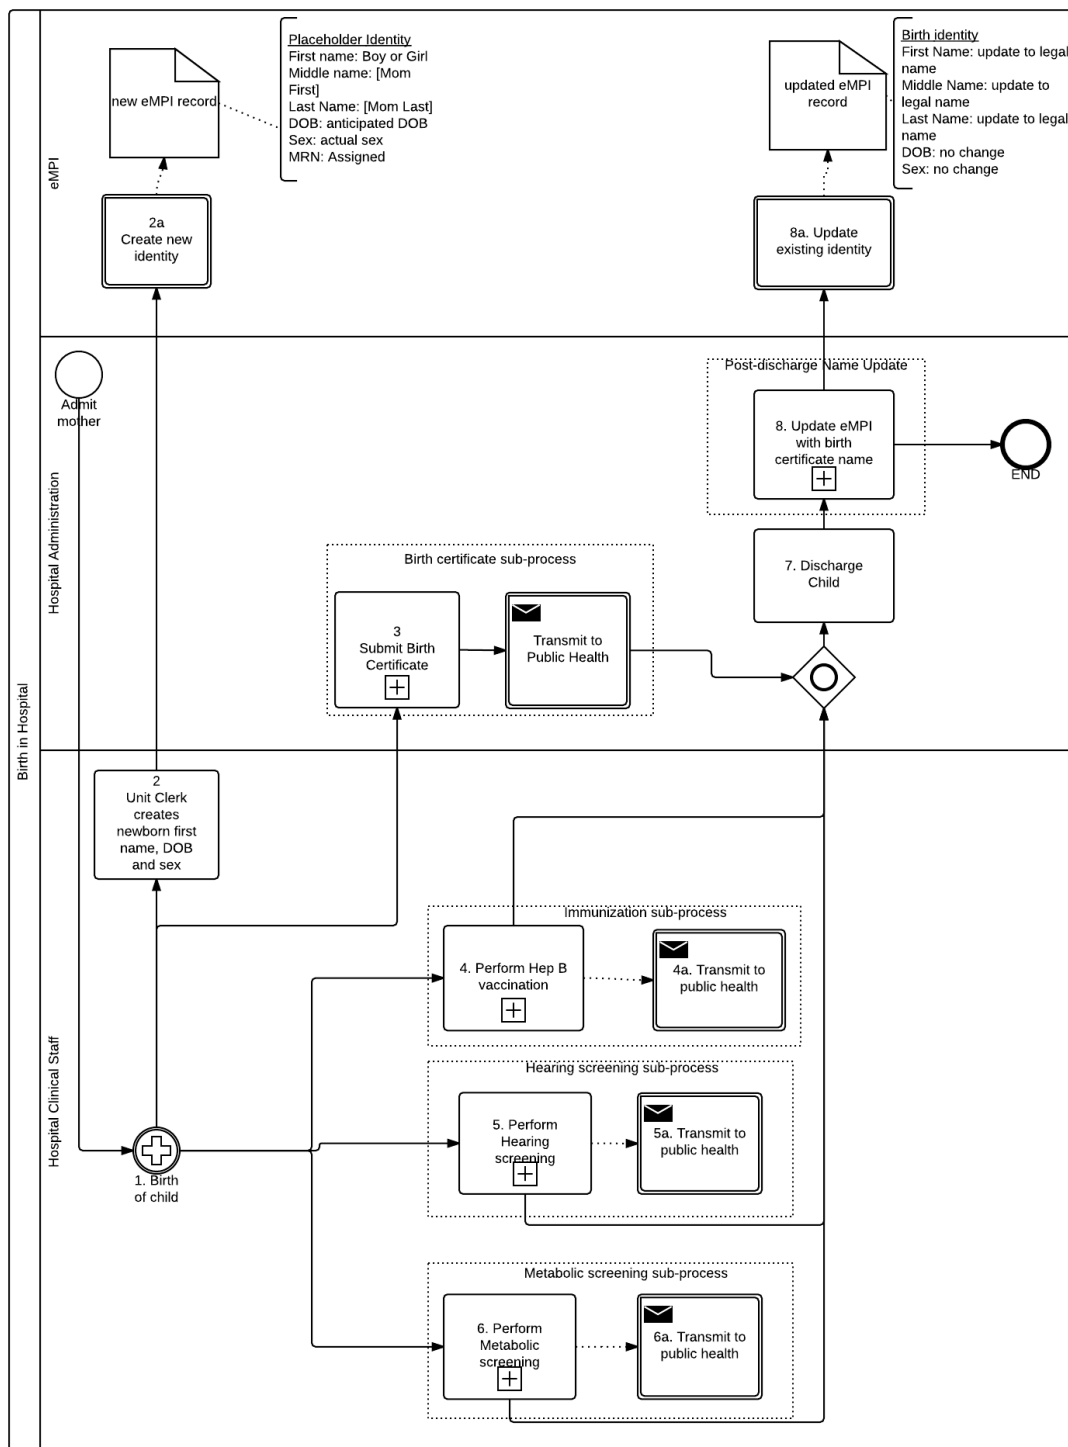 Birth in Hospital
eMPI
new eMPI record
Placeholder Identity
First name: Boy or Girl
Middle name: [Mom
First]
Last Name: [Mom Last]
DOB: anticipated DOB
Sex: actual sex
MRN: Assigned
2a
Create new
identity
updated eMPI
record
Birth identity
First Name: update to legal
name
Middle Name: update to
legal name
Last Name: update to legal
name
DOB: no change
Sex: no change
8a. Update
existing identity
Hospital Administration
Admit
mother
Post-discharge Name Update
8. Update eMPI
with birth
certificate name
END
7. Discharge
Child
Birth certificate sub-process
3
Submit Birth
Certificate
Transmit to
Public Health
Hospital Clinical Staff
2
Unit Clerk
creates
newborn first
name, DOB
and sex
1. Birth
of child
Immunization sub-process
4. Perform Hep B
vaccination
4a. Transmit to
public health
Hearing screening sub-process
5. Perform
Hearing
screening
5a. Transmit to
public health
Metabolic screening sub-process
6. Perform
Metabolic
screening
6a. Transmit to
public health